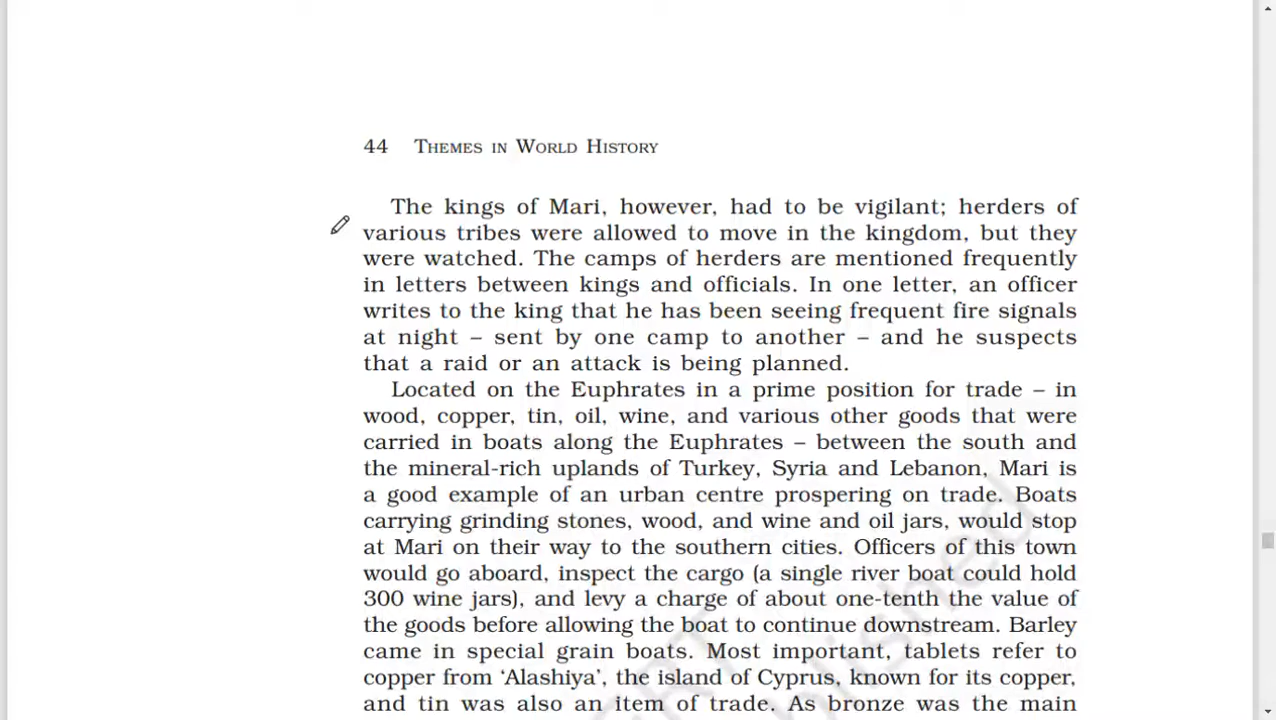 44 THEMES IN WORLD HISTORY
The kings of Mari, however, had to be vigilant; herders of
various tribes were allowed to move in the kingdom, but they
were watched. The camps of herders are mentioned frequently
in letters between kings and officials. In one letter, an officer
writes to the king that he has been seeing frequent fire signals
at night – sent by one camp to another – and he suspects
that a raid or an attack is being planned.
Located on the Euphrates in a prime position for trade – in
wood, copper, tin, oil, wine, and various other goods that were
carried in boats along the Euphrates – between the south and
the mineral-rich uplands of Turkey, Syria and Lebanon, Mari is
a good example of an urban centre prospering on trade. Boats
carrying grinding stones, wood, and wine and oil jars, would stop
at Mari on their way to the southern cities. Officers of this town
would go aboard, inspect the cargo (a single river boat could hold
300 wine jars), and levy a charge of about one-tenth the value of
the goods before allowing the boat to continue downstream. Barley
came in special grain boats. Most important, tablets refer to
copper from ‘Alashiya’, the island of Cyprus, known for its copper,
and tin was also an item of trade. As bronze was the main